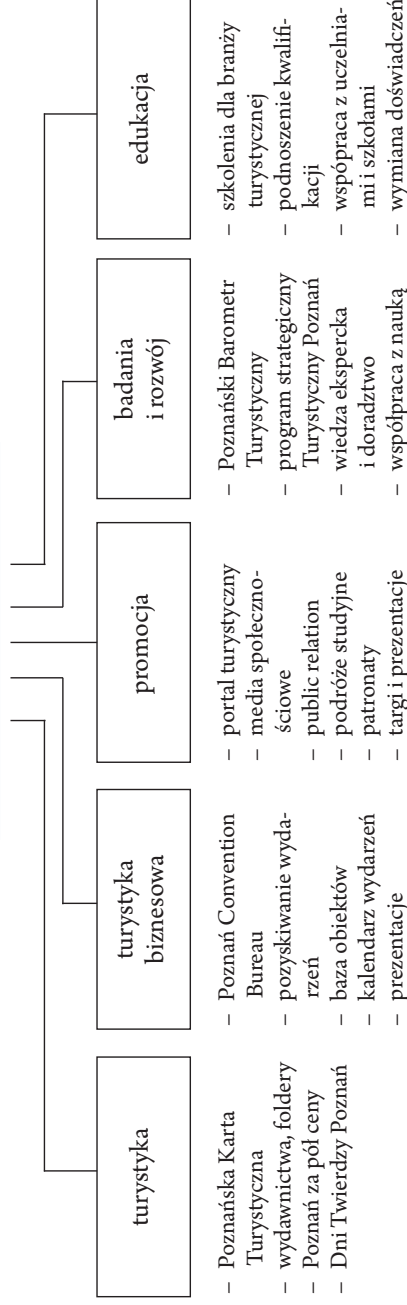 turystyka
– Poznańska Karta
Turystyczna
– wydawnictwa, foldery
– Poznań za pół ceny
– Dni Twierdzy Poznań
turystyka
biznesowa
– Poznań Convention
Bureau
– pozyskiwanie wyda-
rzeń
– baza obiektów
– kalendarz wydarzeń
– prezentacje
promocja
– portal turystyczny
– media społeczno-
ściowe
– public relation
– podróże studyjne
– patronaty
– targi i prezentacje
badania
i rozwój
– Poznański Barometr
Turystyczny
– program strategiczny
Turystyczny Poznań
– wiedza ekspercka
i doradztwo
– współpraca z nauką
edukacja
– szkolenia dla branży
turystycznej
– podnoszenie kwalifi-
kacji
– wspópraca z uczelnia-
mi i szkołami
– wymiana doświadczeń